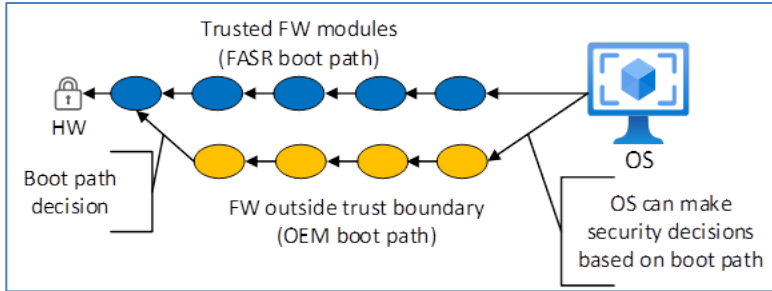 Trusted FW modules
(FASR boot path)
HW
OS
Boot path
decision
FW outside trust boundary
(OEM boot path)
OS can make
security decisions
based on boot path